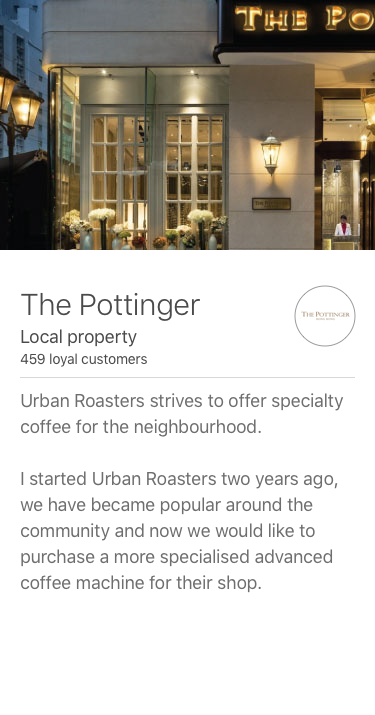 THE PO
THE POTTINGER
The Pottinger
THE POTTINGER
Local property
459 loyal customers
Urban Roasters strives to offer specialty
coffee for the neighbourhood.
I started Urban Roasters two years ago,
we have became popular around the
community and now we would like to
purchase a more specialised advanced
coffee machine for their shop.